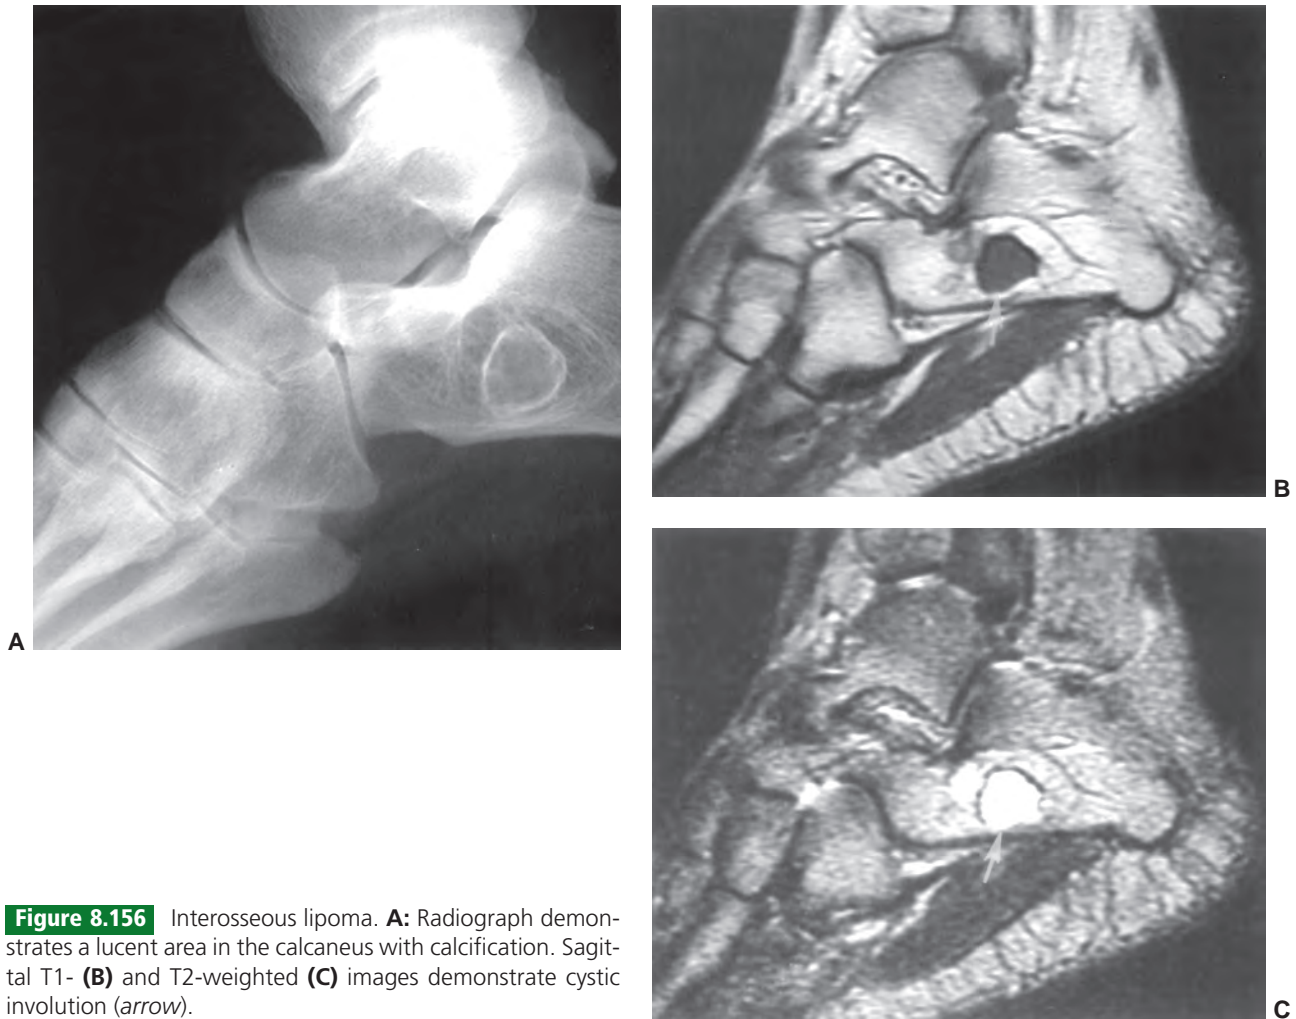 A
B
C
Figure 8.156 Interosseous lipoma. A: Radiograph demon-
strates a lucent area in the calcaneus with calcification. Sagit-
tal T1- (B) and T2-weighted (C) images demonstrate cystic
involution (arrow).